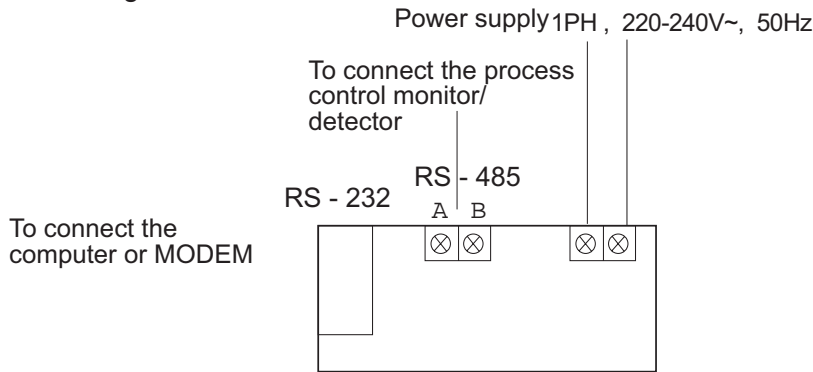 Power supply 1PH , 220-240V~, 50Hz
To connect the process
control monitor/
detector
RS - 485
RS - 232
A B
To connect the
computer or MODEM